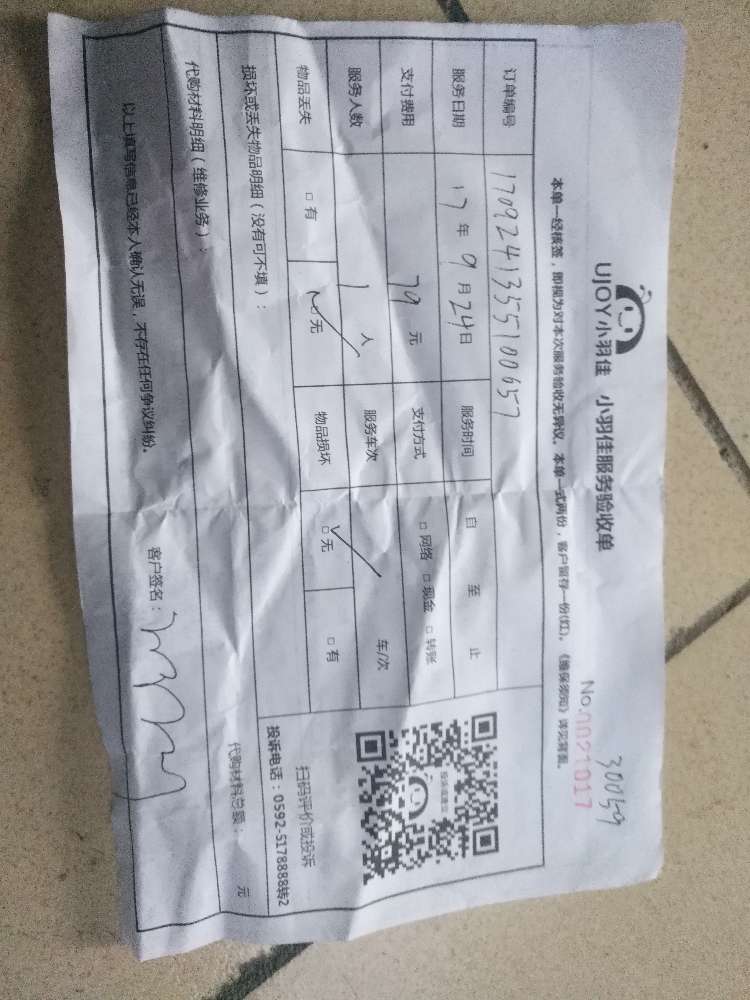 30059
UJOY小羽佳 小羽佳服务验收单
No.0021017
本单一经核签，即视为对本次服务验收无异议。本单一式两份，客户留存一份(红)。《维保须知》详见背面。
订单编号 1709241355100657
服务日期 17年9月24日 服务时间 自 至 止
支付费用 79元 支付方式 □网络 □现金 □转账
服务人数 1人 服务车次 车/次
物品丢失 □有 ☑无 物品损坏 ☑无 □有
损坏或丢失物品明细（没有可不填）：
扫码评价或投诉
投诉电话：0592-5178888转2
代购材料明细（维修业务）：
代购材料总额： 元
以上填写信息已经本人确认无误，不存在任何争议纠纷。
客户签名：